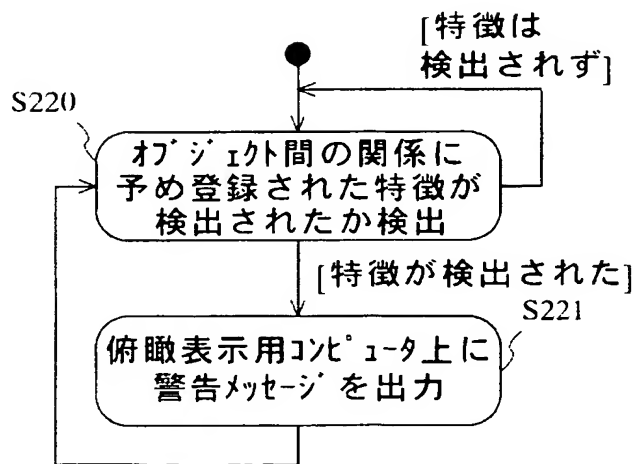 [特徴は
検出されず]
S220
ｵﾌﾞｼﾞｪｸﾄ間の関係に
予め登録された特徴が
検出されたか検出
[特徴が検出された]
S221
俯瞰表示用ｺﾝﾋﾟｭｰﾀ上に
警告ﾒｯｾｰｼﾞを出力